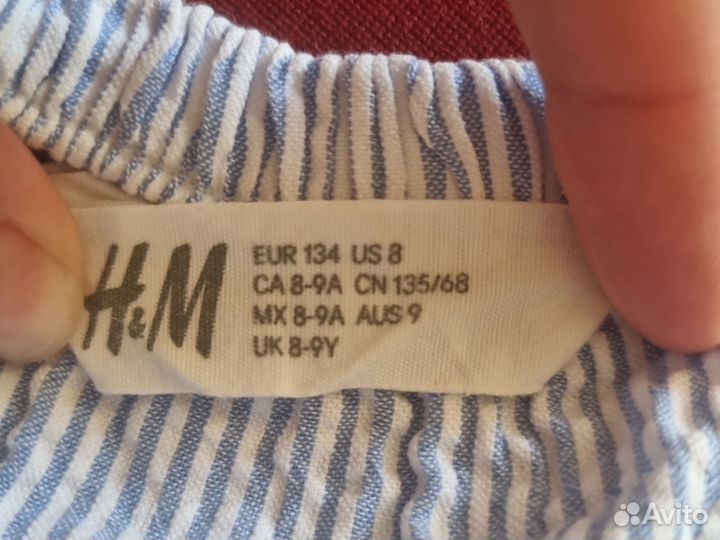 H&M
EUR 134 US 8
CA 8-9A CN 135/68
MX 8-9A AUS 9
UK 8-9Y
Avito